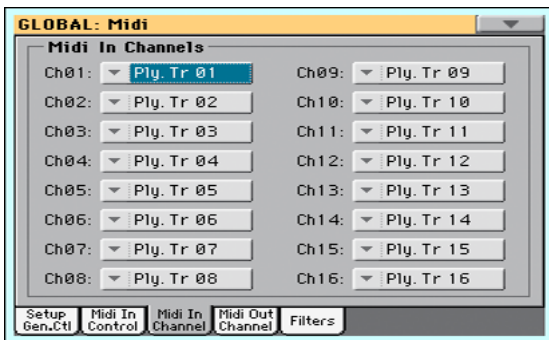 GLOBAL: Midi
Midi In Channels
Ch01: Ply. Tr 01
Ch09: Ply. Tr 09
Ch02: Ply. Tr 02
Ch10: Ply. Tr 10
Ch03: Ply. Tr 03
Ch11: Ply. Tr 11
Ch04: Ply. Tr 04
Ch12: Ply. Tr 12
Ch05: Ply. Tr 05
Ch13: Ply. Tr 13
Ch06: Ply. Tr 06
Ch14: Ply. Tr 14
Ch07: Ply. Tr 07
Ch15: Ply. Tr 15
Ch08: Ply. Tr 08
Ch16: Ply. Tr 16
Setup
Gen.Ctl
Midi In
Control
Midi In
Channel
Midi Out
Channel
Filters